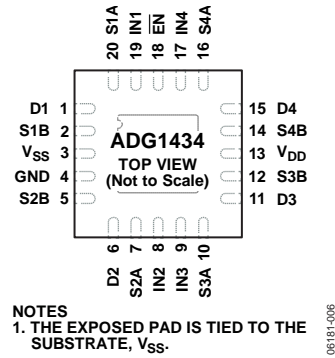 20 S1A
19 IN1
18 EN
17 IN4
16 S4A
D1 1
S1B 2
VSS 3
GND 4
S2B 5
ADG1434
TOP VIEW
(Not to Scale)
15 D4
14 S4B
13 VDD
12 S3B
11 D3
D2 6
S2A 7
IN2 8
IN3 9
S3A 10
NOTES
1. THE EXPOSED PAD IS TIED TO THE
SUBSTRATE, VSS.
06181-006